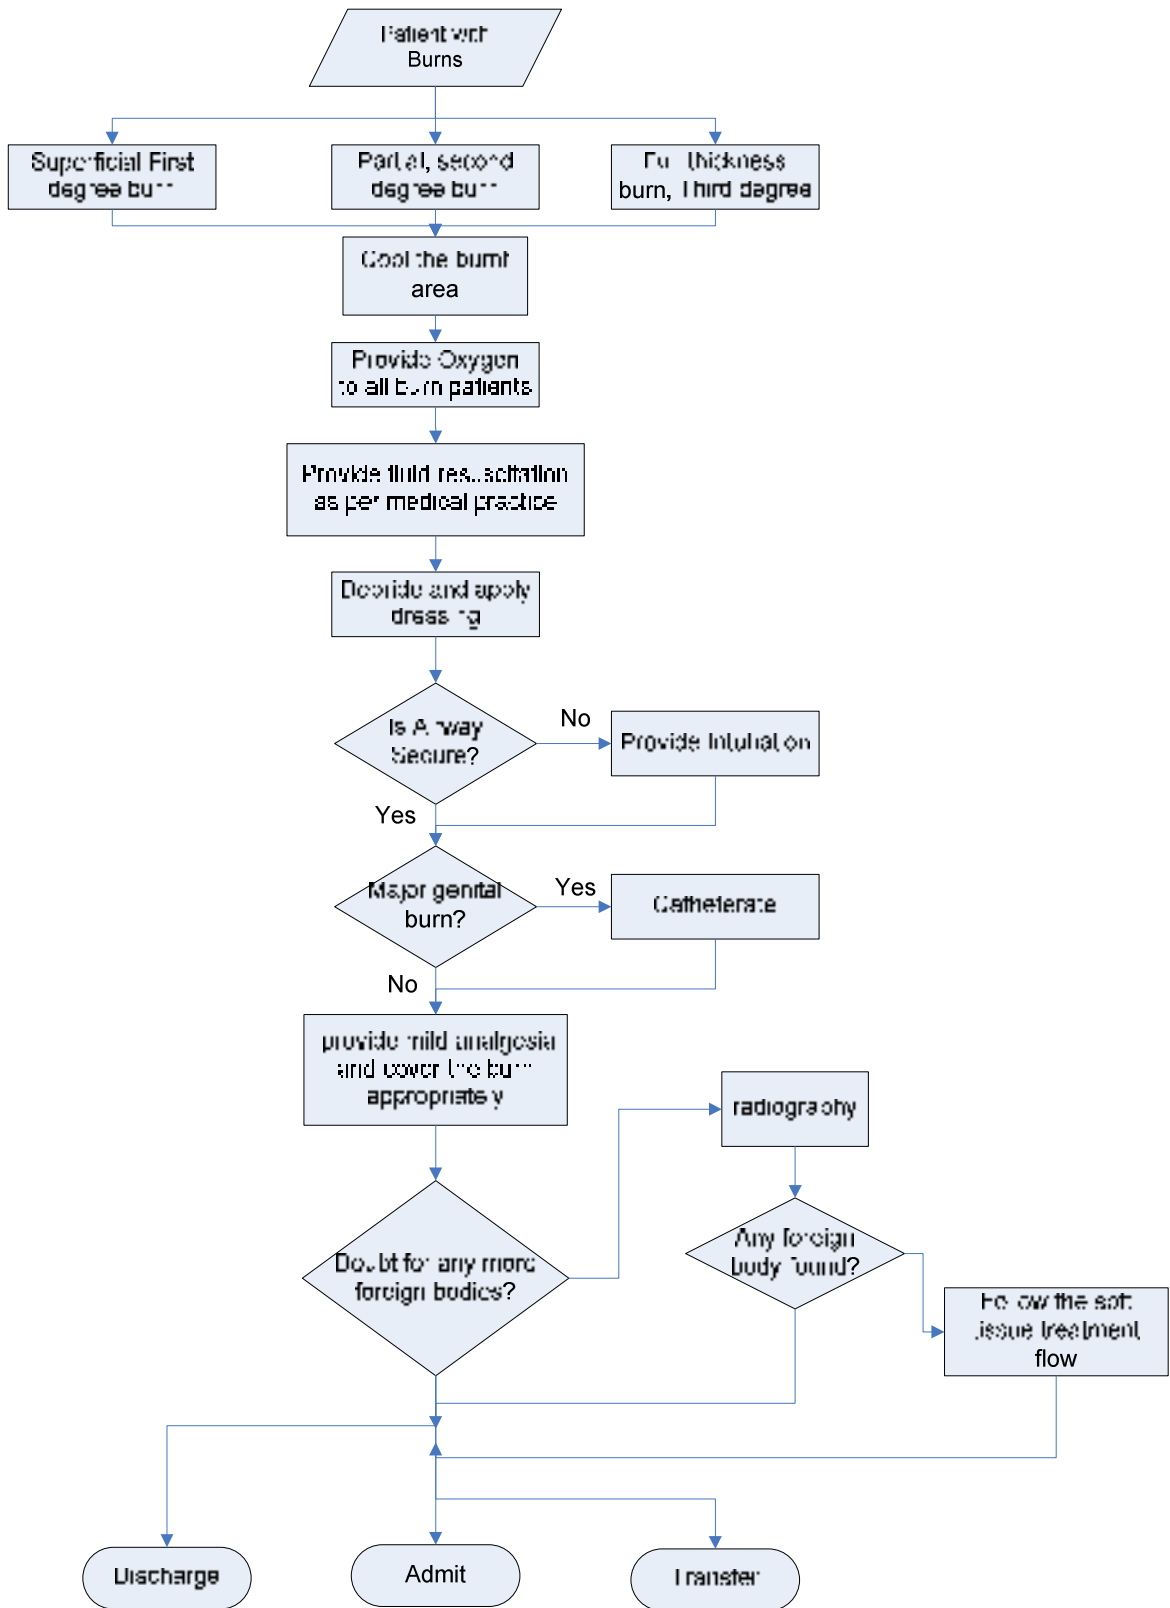 Patient with
Burns
Superficial First
degree burn
Partial, second
degree burn
Full thickness
burn, Third degree
Cool the burnt
area
Provide Oxygen
to all burn patients
Provide fluid resuscitation
as per medical practice
Debride and apply
dressing
Is Airway
Secure?
No
Provide Intubation
Yes
Major genital
burn?
Yes
Catheterate
No
provide mild analgesia
and cover the burn
appropriately
radiography
Doubt for any more
foreign bodies?
Any foreign
body found?
Follow the soft
tissue treatment
flow
Discharge
Admit
Transfer